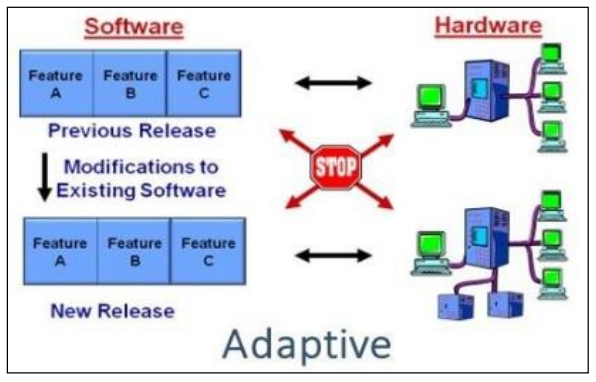 Software
Hardware
Feature A
Feature B
Feature C
Previous Release
Modifications to
Existing Software
STOP
Feature A
Feature B
Feature C
New Release
Adaptive